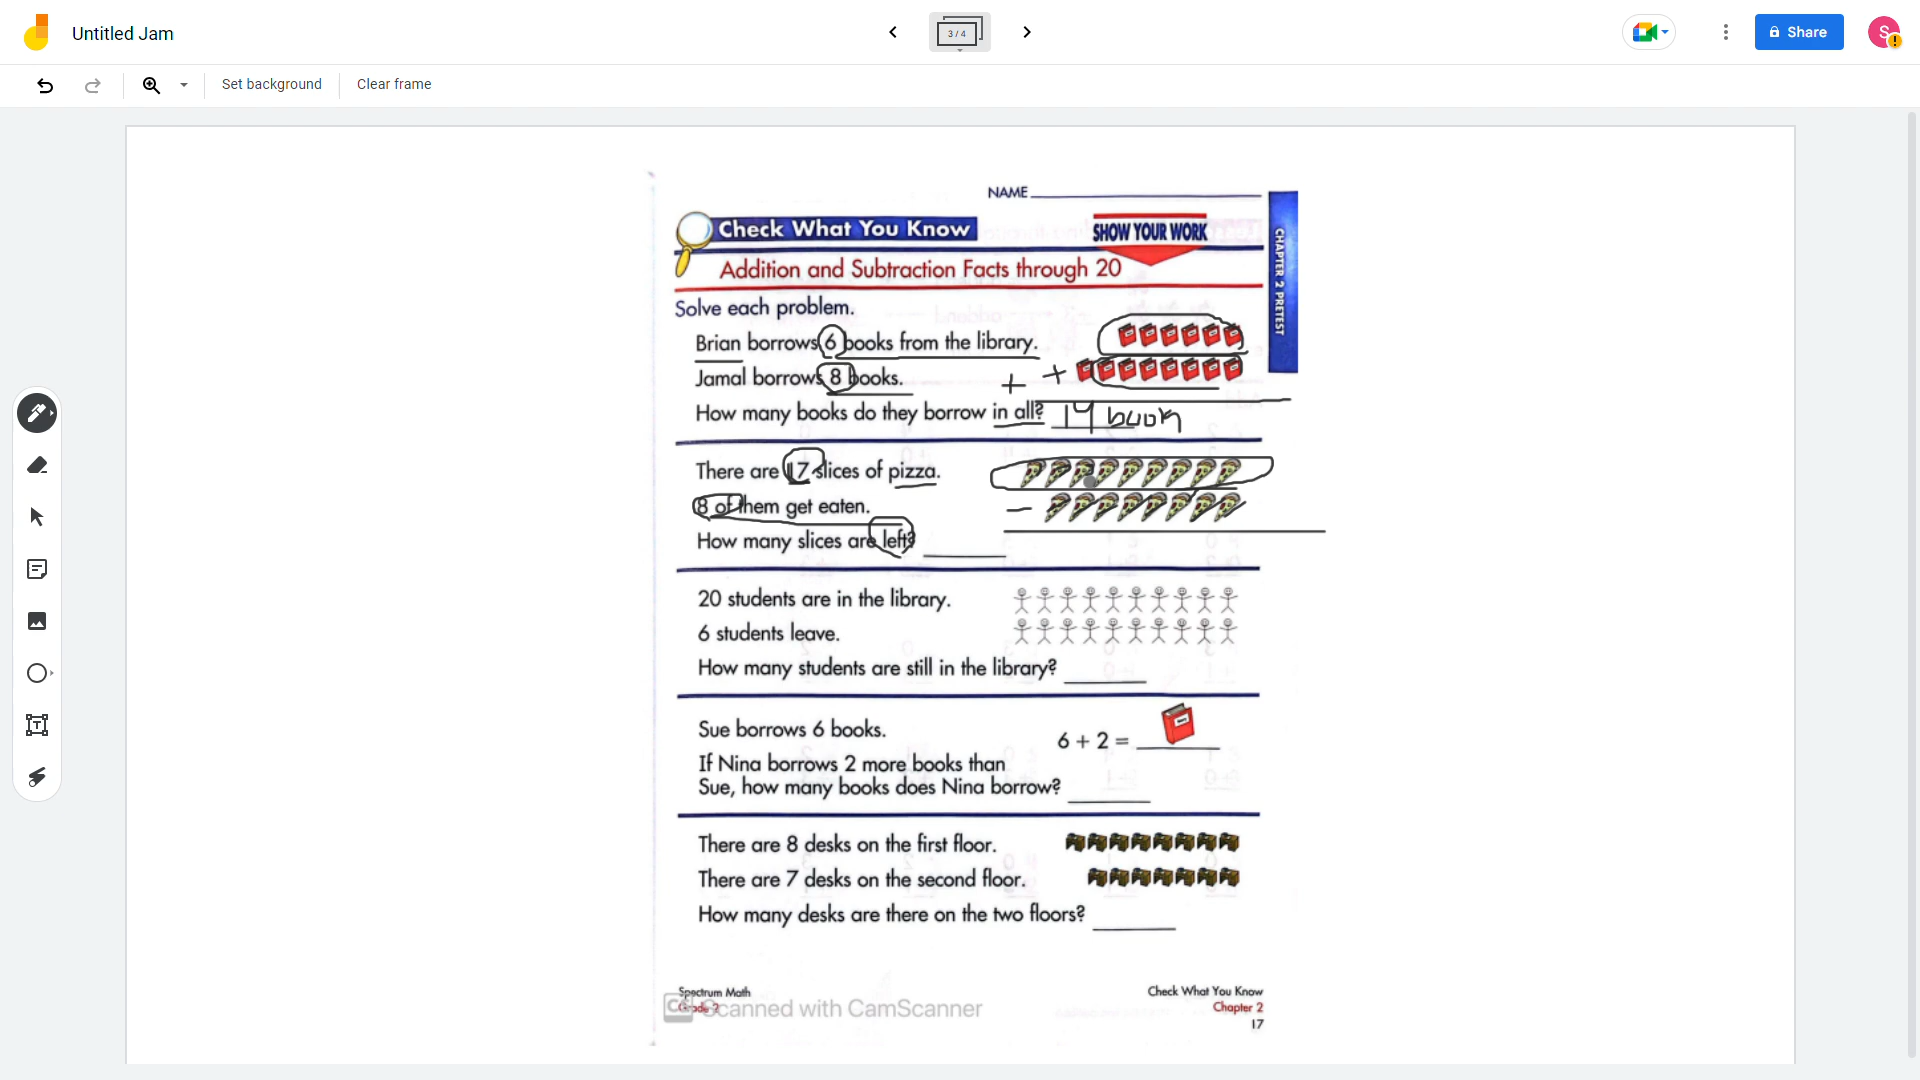 Untitled Jam
3 / 4
Share
S
Set background
Clear frame
NAME
Check What You Know
SHOW YOUR WORK
CHAPTER 2 PRETEST
Addition and Subtraction Facts through 20
Solve each problem.
Brian borrows 6 books from the library.
Jamal borrows 8 books.
+ +
How many books do they borrow in all? 14 book
There are 17 slices of pizza.
8 of them get eaten.
–
How many slices are left?
20 students are in the library.
6 students leave.
How many students are still in the library?
Sue borrows 6 books.
6 + 2 =
If Nina borrows 2 more books than
Sue, how many books does Nina borrow?
There are 8 desks on the first floor.
There are 7 desks on the second floor.
How many desks are there on the two floors?
Spectrum Math
Grade 2
CS Scanned with CamScanner
Check What You Know
Chapter 2
17